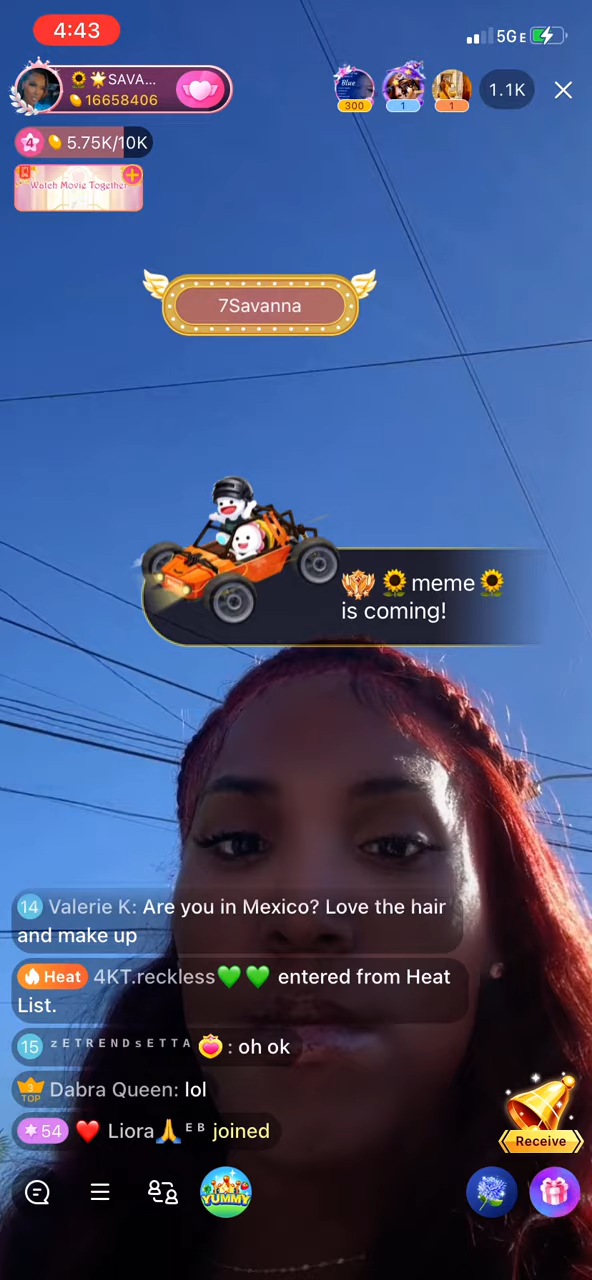 4:43
5G E
SAVA...
16658406
Blue
300
1
1
1.1K
4 5.75K/10K
Watch Movie Together
7Savanna
🌻meme🌻
is coming!
14 Valerie K: Are you in Mexico? Love the hair
and make up
Heat 4KT.reckless💚💚 entered from Heat
List.
15 ᶻᴱᵀᴿᴱᴺᴰˢᴱᵀᵀᴬ : oh ok
3 TOP Dabra Queen: lol
54 ❤️ Liora🙏ᴱᴮ joined
Receive
YUMMY